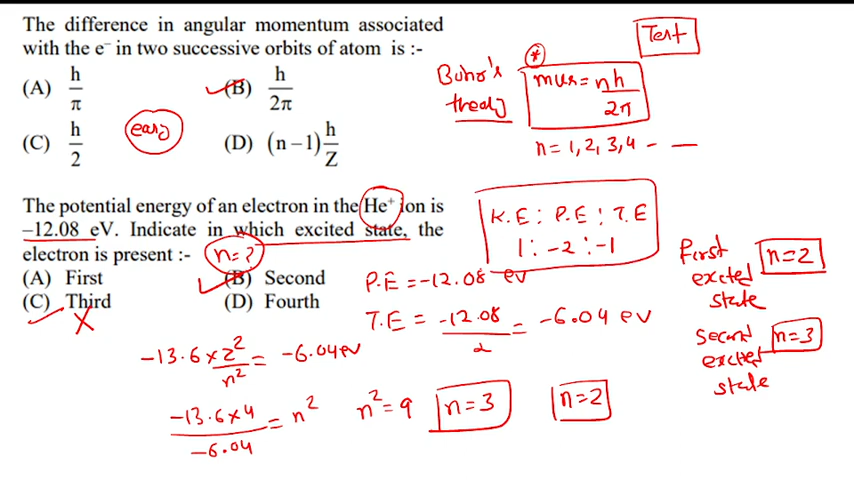 The difference in angular momentum associated
with the e⁻ in two successive orbits of atom is :-
(A) h/π
(B) h/2π
(C) h/2
(D) (n−1) h/Z
easy
Bohr's
theory
*
mur = nh/2π
n = 1, 2, 3, 4 - —
Test
The potential energy of an electron in the He⁺ ion is
−12.08 eV. Indicate in which excited state, the
electron is present :-
n=?
(A) First
(B) Second
(C) Third
(D) Fourth
K.E : P.E : T.E
1 : -2 : -1
P.E = -12.08 ev
T.E = -12.08/2 = -6.04 ev
-13.6 × z²/n² = -6.04 ev
-13.6×4/-6.04 = n²
n² = 9
n=3
n=2
First
excited
state
n=2
second
excited
state
n=3